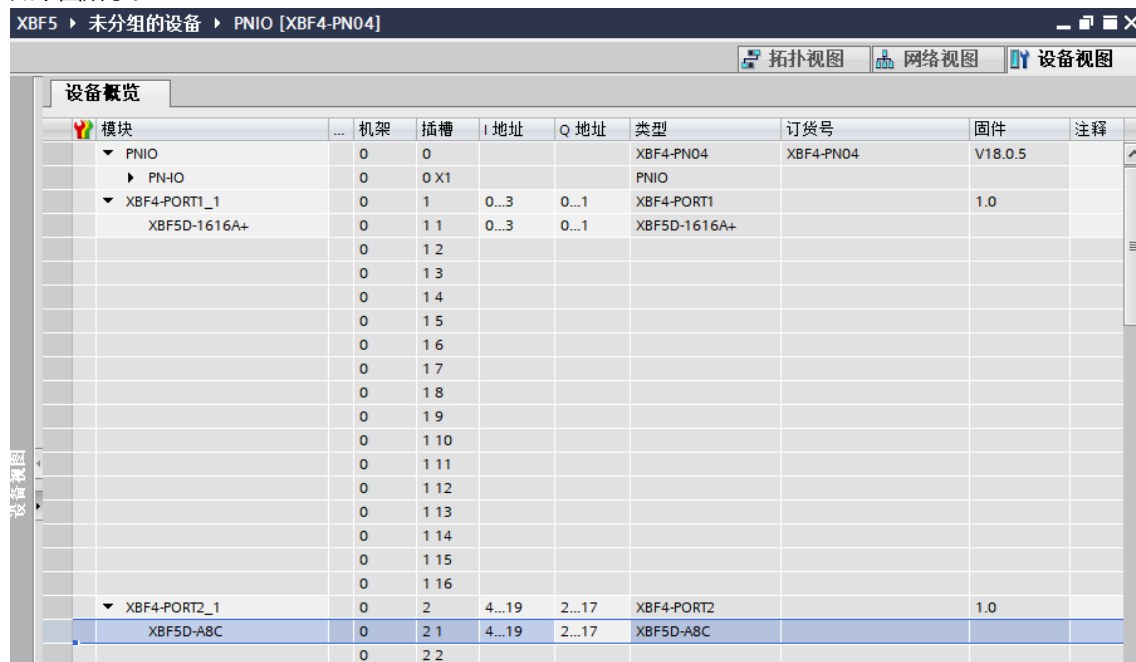 XBF5 ▸ 未分组的设备 ▸ PNIO [XBF4-PN04]
拓扑视图 网络视图 设备视图
设备概览
模块 ... 机架 插槽 I 地址 Q 地址 类型 订货号 固件 注释
PNIO 0 0 XBF4-PN04 XBF4-PN04 V18.0.5
PN-IO 0 0 X1 PNIO
XBF4-PORT1_1 0 1 0...3 0...1 XBF4-PORT1 1.0
XBF5D-1616A+ 0 1 1 0...3 0...1 XBF5D-1616A+
0 1 2
0 1 3
0 1 4
0 1 5
0 1 6
0 1 7
0 1 8
0 1 9
0 1 10
0 1 11
0 1 12
0 1 13
0 1 14
0 1 15
0 1 16
XBF4-PORT2_1 0 2 4...19 2...17 XBF4-PORT2 1.0
XBF5D-A8C 0 2 1 4...19 2...17 XBF5D-A8C
0 2 2
设备视图